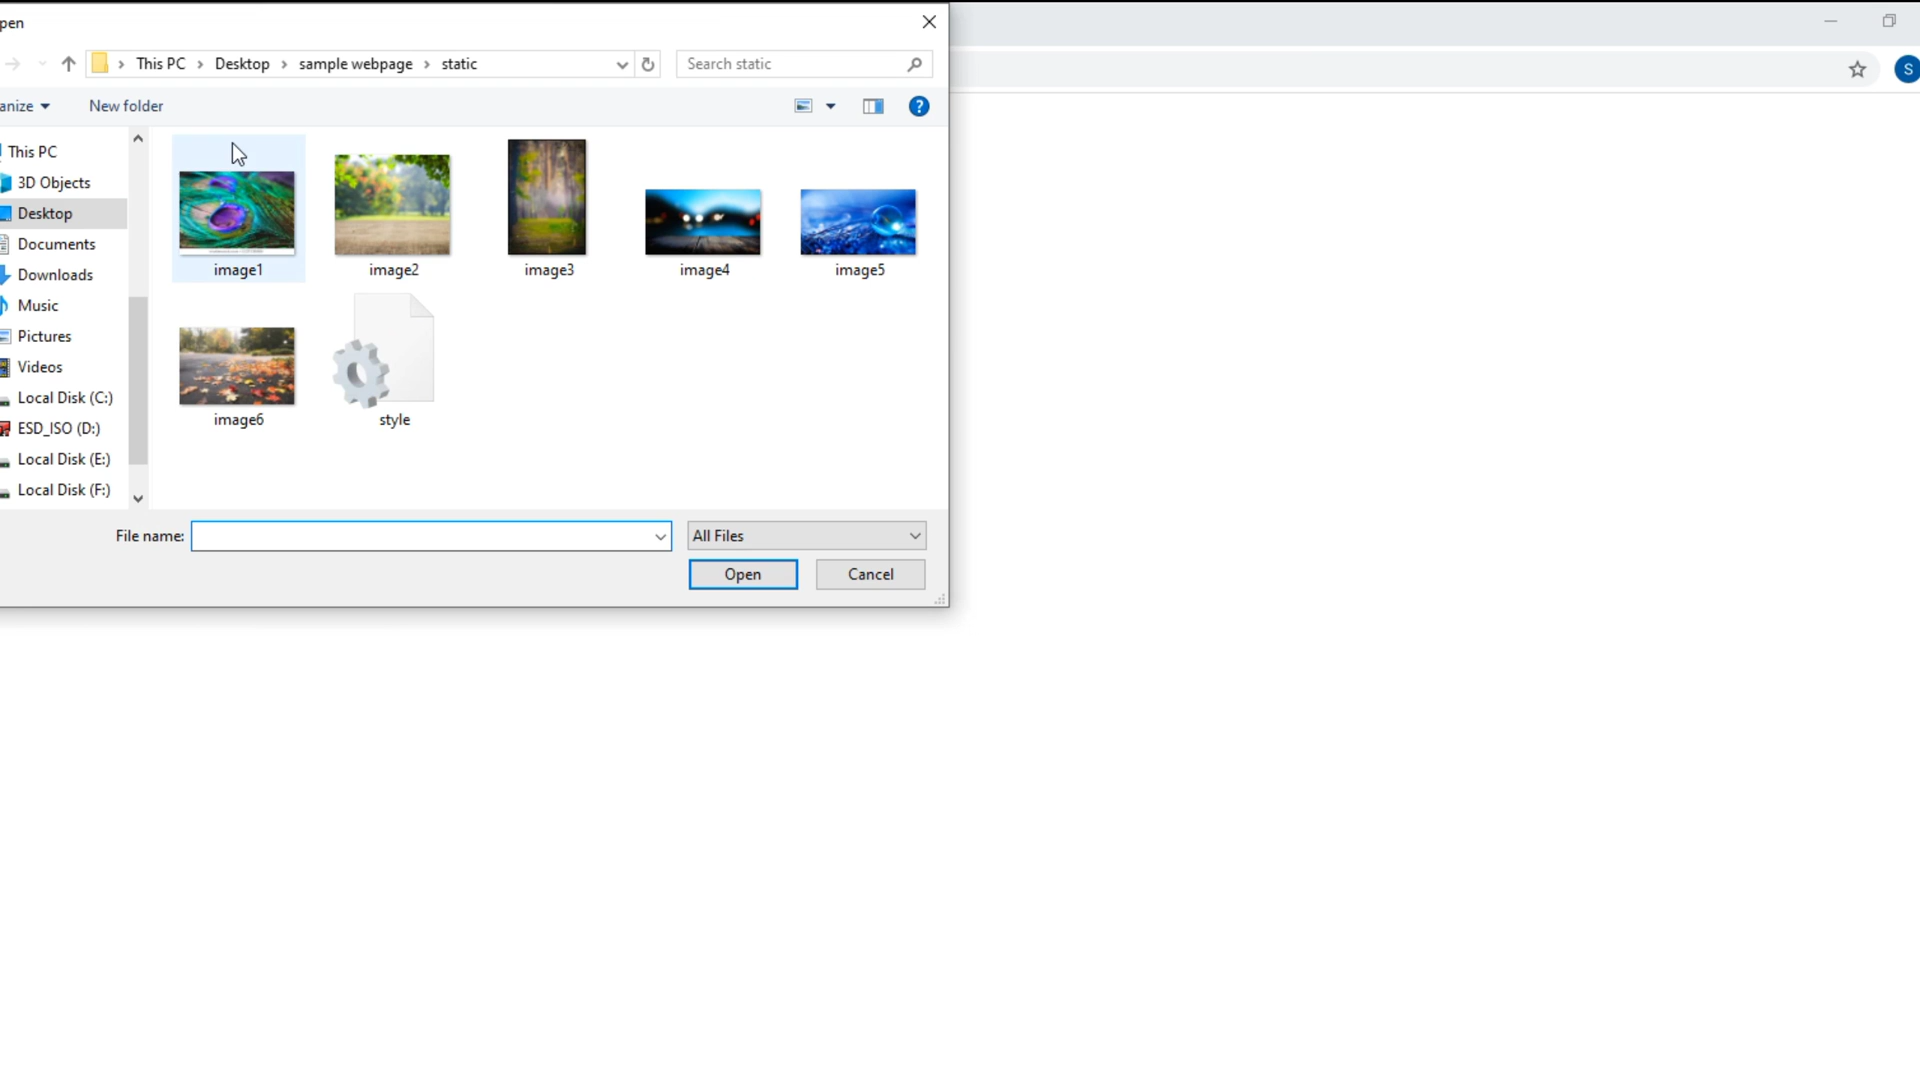 pen
This PC > Desktop > sample webpage > static
Search static
anize
New folder
?
S
This PC
3D Objects
Desktop
Documents
Downloads
Music
Pictures
Videos
Local Disk (C:)
ESD_ISO (D:)
Local Disk (E:)
Local Disk (F:)
image1
image2
image3
image4
image5
image6
style
File name:
All Files
Open
Cancel